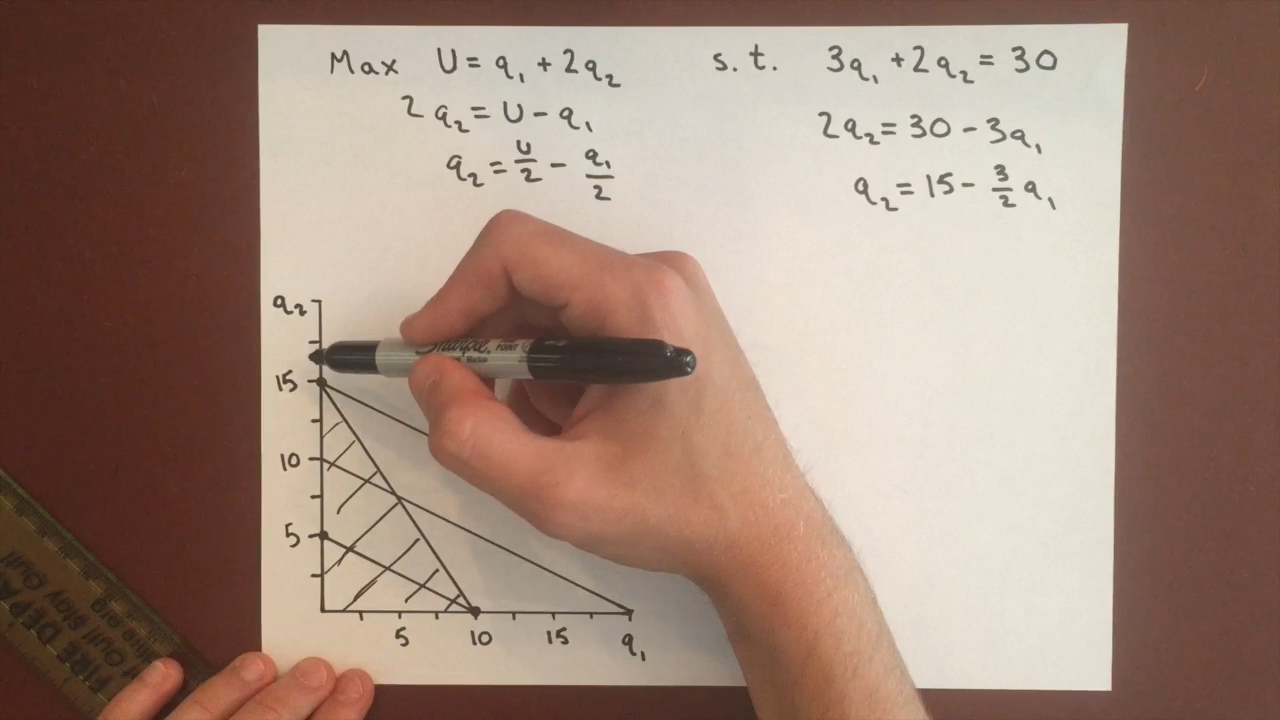 Max U = q₁ + 2q₂ s.t. 3q₁ + 2q₂ = 30
2q₂ = U - q₁ 2q₂ = 30 - 3q₁
q₂ = U/2 - q₁/2 q₂ = 15 - 3/2 q₁
q₂
Sharpie.
15
10
5
5 10 15 q₁